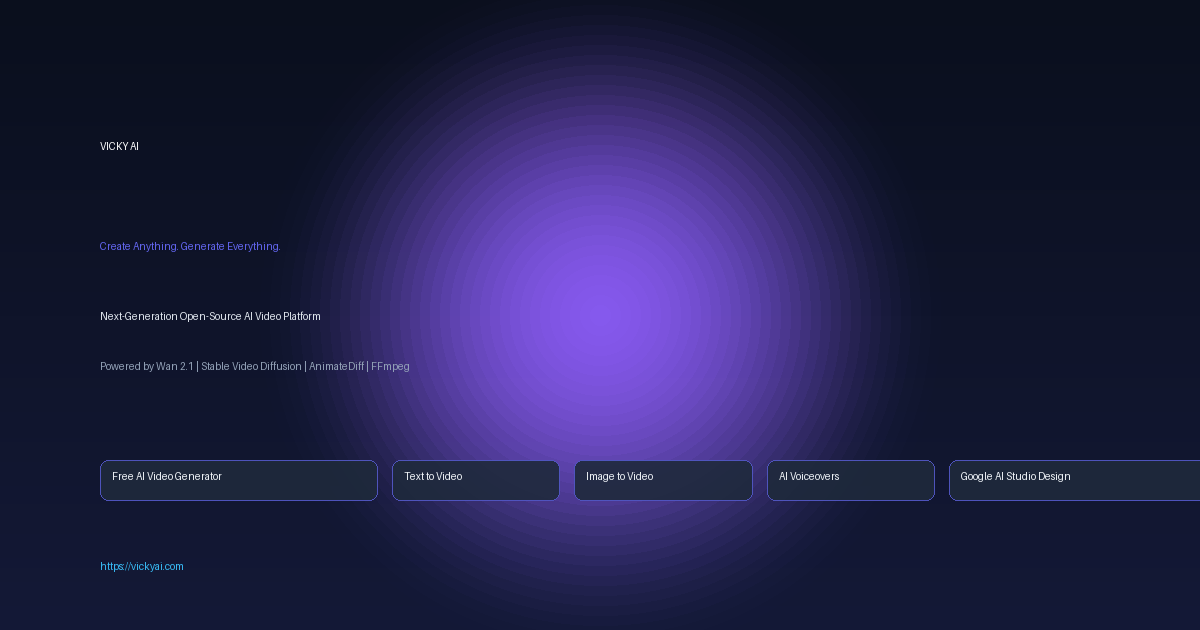 VICKY AI
Create Anything. Generate Everything.
Next-Generation Open-Source AI Video Platform
Powered by Wan 2.1 | Stable Video Diffusion | AnimateDiff | FFmpeg
Free AI Video Generator
Text to Video
Image to Video
AI Voiceovers
Google AI Studio Design
https://vickyai.com